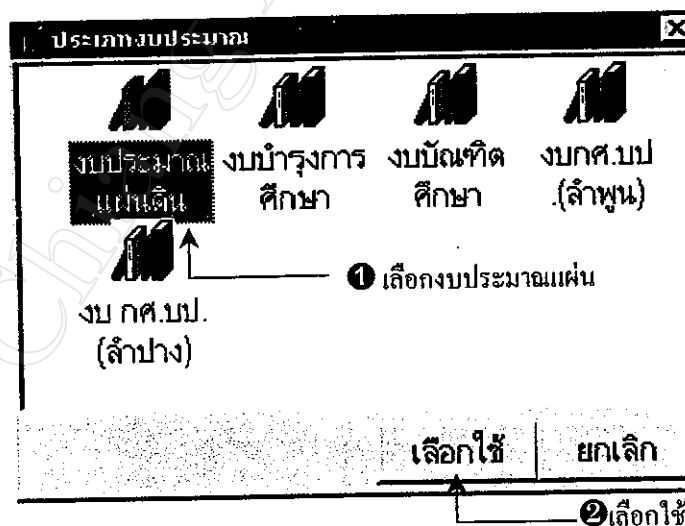 ประเภทงบประมาณ
งบประมาณ งบบำรุงการ งบบัณฑิต งบกศ.บป
แผ่นดิน ศึกษา ศึกษา .(ลำพูน)
❶ เลือกงบประมาณแผ่น
งบ กศ.บป.
(ลำปาง)
เลือกใช้ ยกเลิก
❷เลือกใช้
Chiang